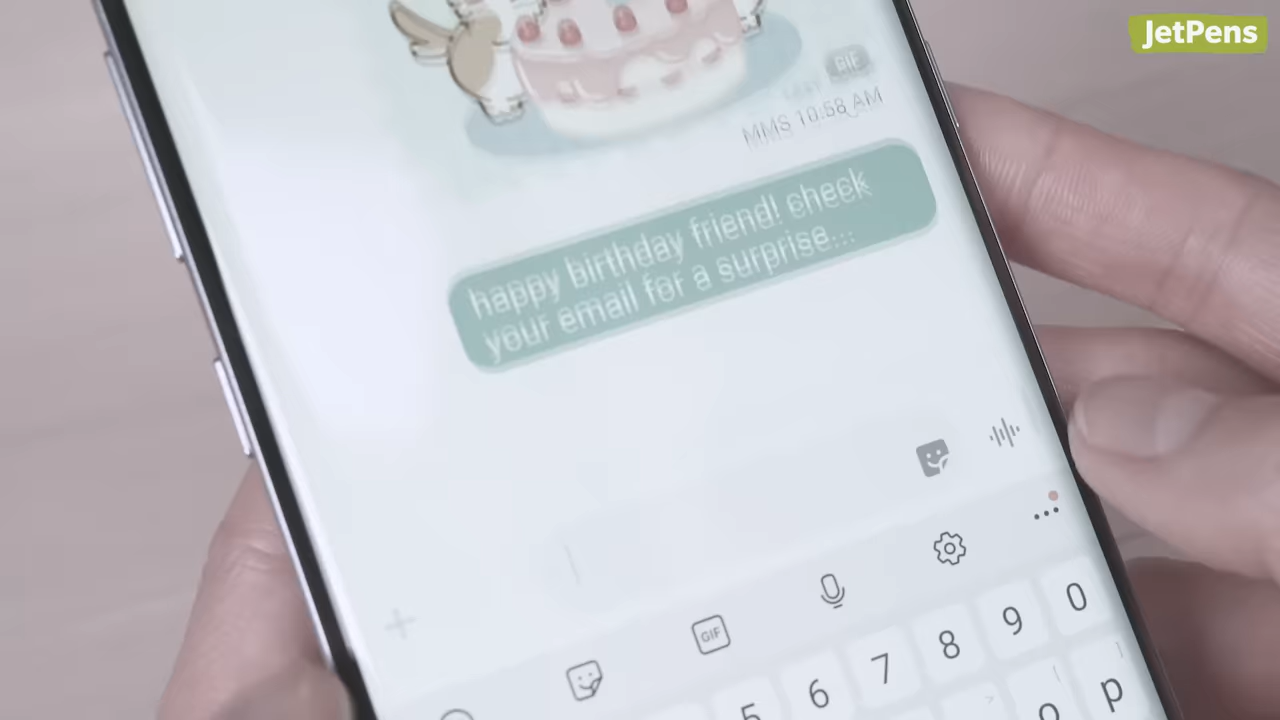 JetPens
GIF
MMS 10:58 AM
happy birthday friend! check
your email for a surprise...
GIF
5 6 7 8 9 0
o p